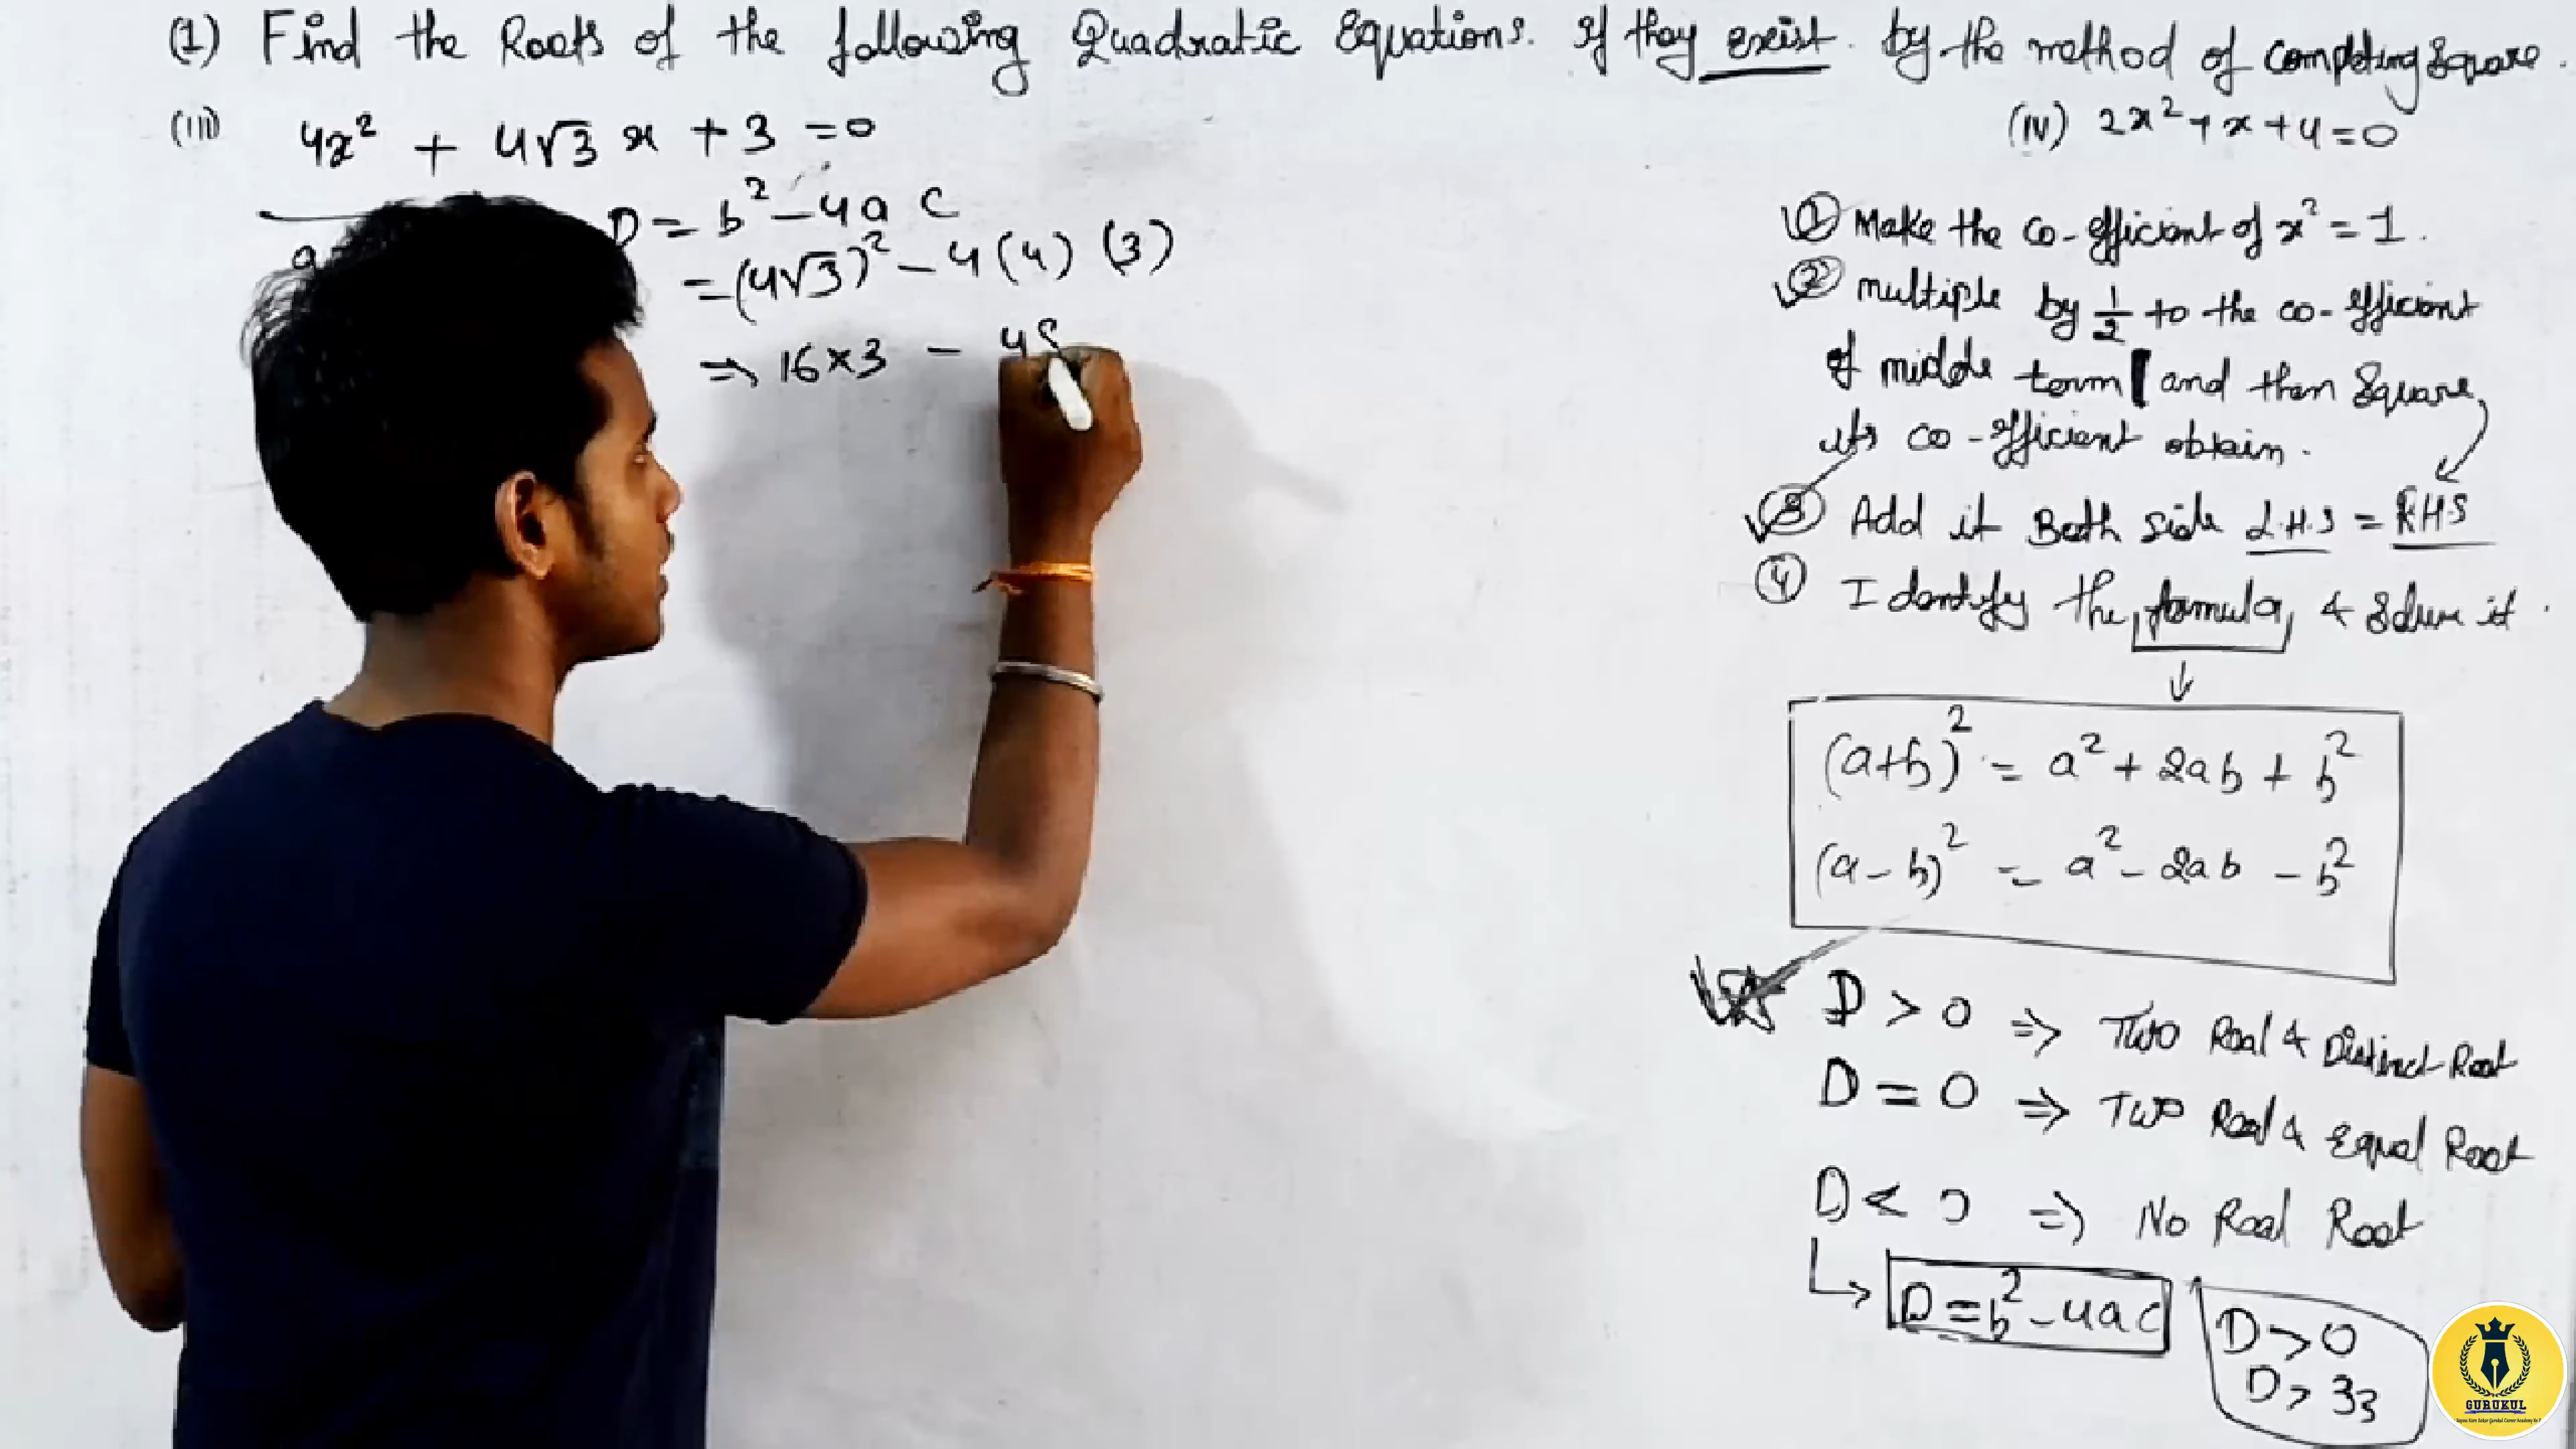 (1) Find the Roots of the following Quadratic Equations. If they exist. by the method of completing Square.
(iii) 4x² + 4√3 x + 3 = 0
(iv) 2x² + x + 4 = 0
D = b² - 4ac
a
= (4√3)² - 4(4) (3)
⇒ 16×3 - 48
① Make the co-efficient of x² = 1.
② multiple by 1/2 to the co-efficient
of middle term and then Square
its co-efficient obtain.
③ Add it Both side L.H.S = R.H.S
④ Identify the formula & solve it.
↓
(a+b)² = a² + 2ab + b²
(a-b)² = a² - 2ab - b²
D > 0 ⇒ Two Real & Distinct Root
D = 0 ⇒ Two Real & Equal Root
D < 0 ⇒ No Real Root
D = b² - 4ac
D > 0
D > 33
GURUKUL